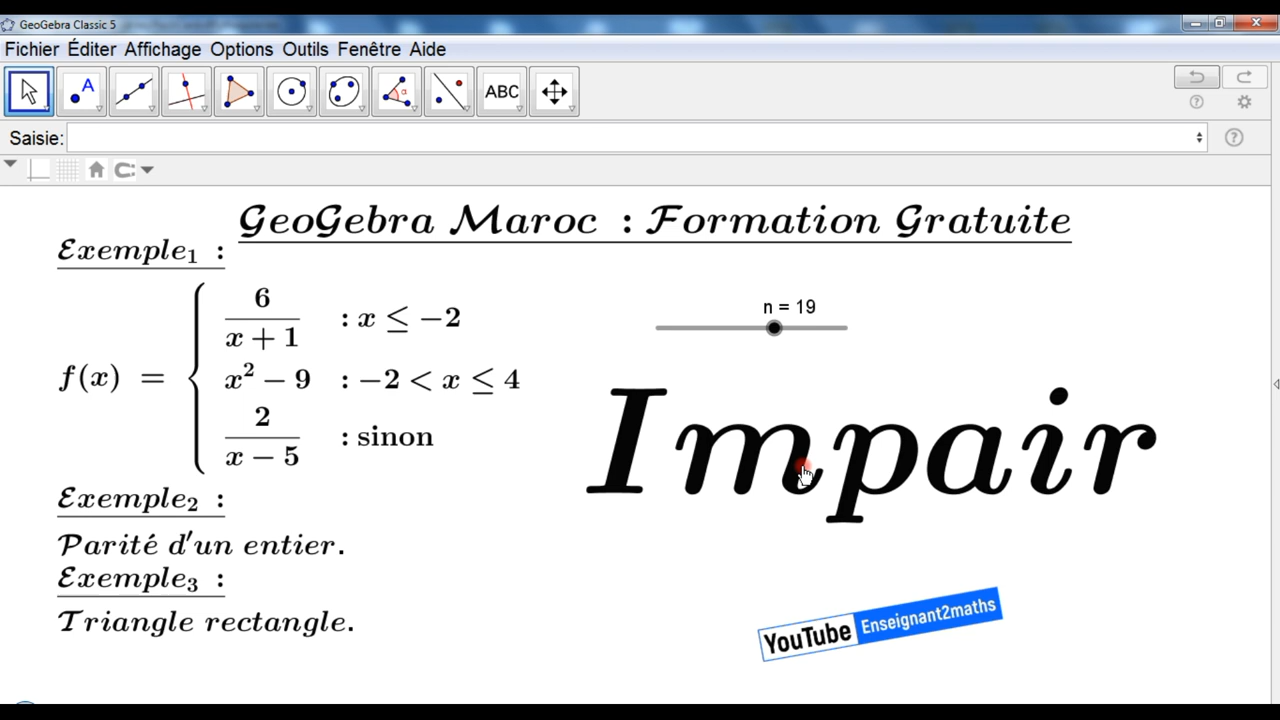 GeoGebra Classic 5
Fichier Éditer Affichage Options Outils Fenêtre Aide
A
α
ABC
Saisie:
GeoGebra Maroc : Formation Gratuite
Exemple₁ :
6
x + 1
: x ≤ −2
f(x) =
x² − 9 : −2 < x ≤ 4
2
x − 5
: sinon
n = 19
Impair
Exemple₂ :
Parité d'un entier.
Exemple₃ :
Triangle rectangle.
YouTube Enseignant2maths